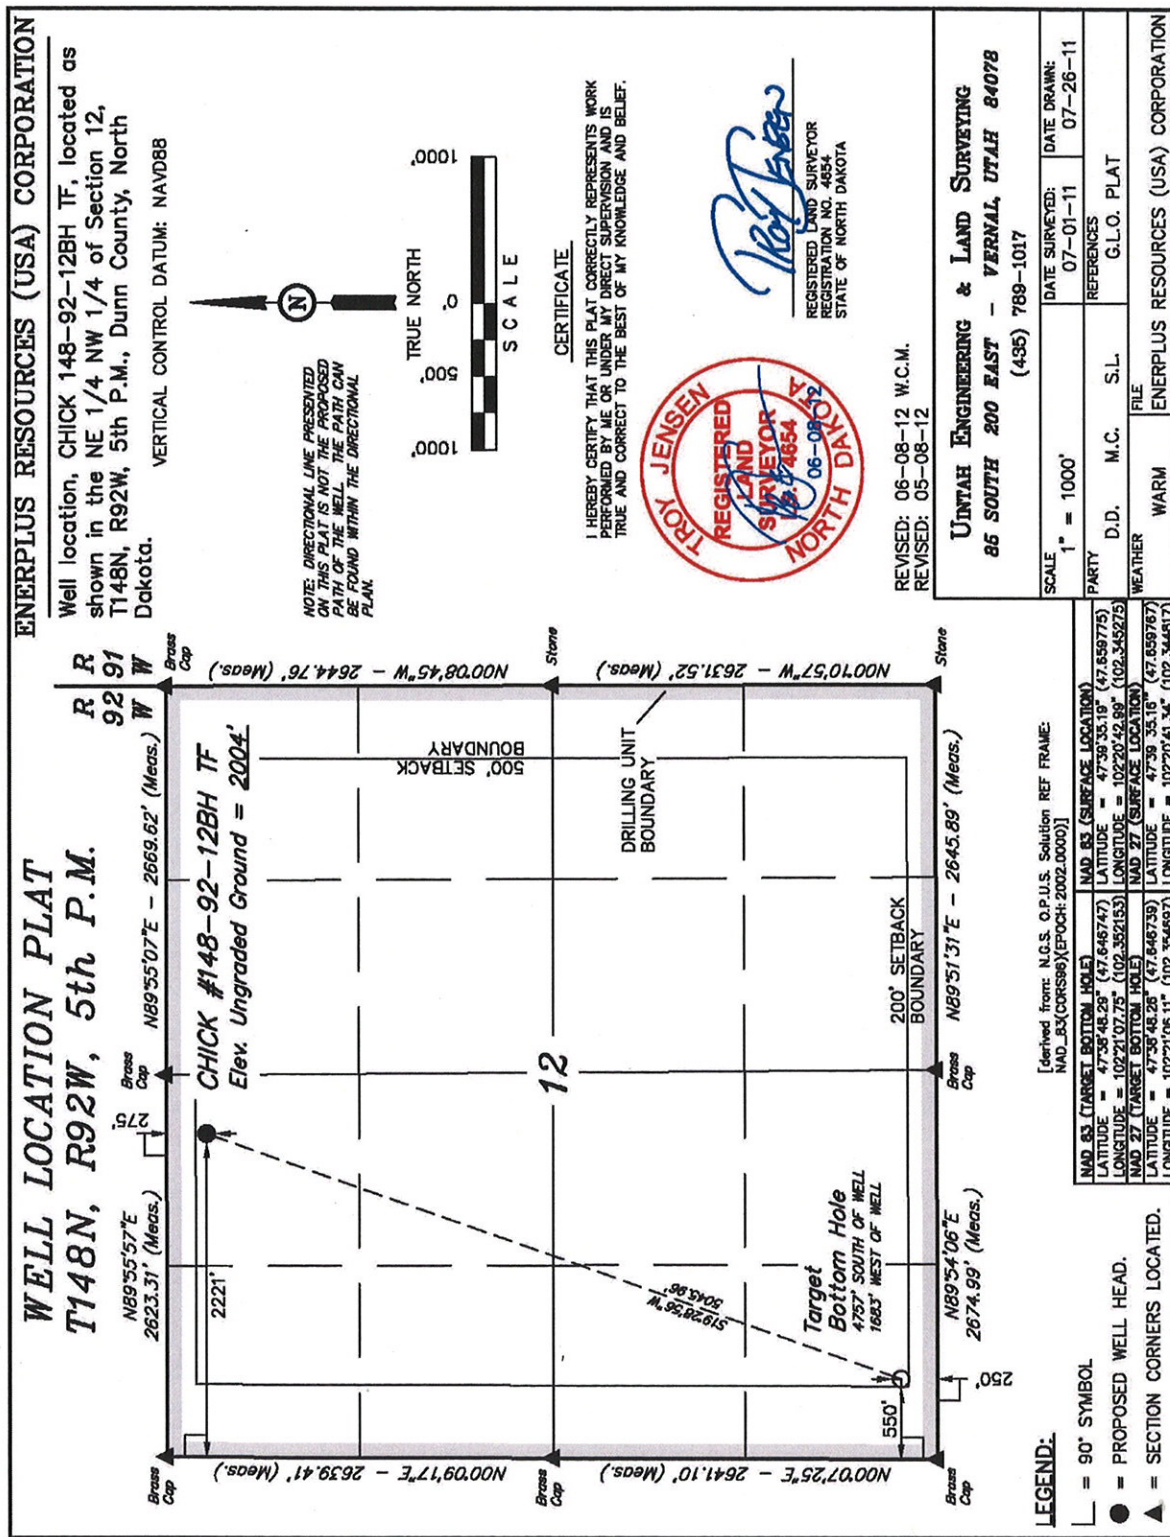 WELL LOCATION PLAT
T148N, R92W, 5th P.M.
R R
92 91
W W
N89°55'57"E
2623.31' (Meas.)
N89°55'07"E - 2669.62' (Meas.)
Brass
Cap
Brass
Cap
Brass
Cap
275'
2221'
CHICK #148-92-12BH TF
Elev. Ungraded Ground = 2004'
500' SETBACK
BOUNDARY
DRILLING UNIT
BOUNDARY
200' SETBACK
BOUNDARY
12
S19°28'56"W
5045.96'
Target
Bottom Hole
4757' SOUTH OF WELL
1683' WEST OF WELL
550'
250'
N00°09'17"E - 2639.41' (Meas.)
N00°07'25"E - 2641.10' (Meas.)
N00°08'45"W - 2644.76' (Meas.)
N00°10'57"W - 2631.52' (Meas.)
Brass
Cap
Stone
Brass
Cap
Brass
Cap
Stone
N89°54'06"E
2674.99' (Meas.)
N89°51'31"E - 2645.89' (Meas.)
LEGEND:
= 90° SYMBOL
= PROPOSED WELL HEAD.
= SECTION CORNERS LOCATED.
[derived from: N.G.S. O.P.U.S. Solution REF FRAME:
NAD_83(CORS96)(EPOCH:2002.0000)]
NAD 83 (TARGET BOTTOM HOLE)
LATITUDE = 47°38'48.29" (47.646747)
LONGITUDE = 102°21'07.75" (102.352153)
NAD 27 (TARGET BOTTOM HOLE)
LATITUDE = 47°38'48.26" (47.646739)
NAD 83 (SURFACE LOCATION)
LATITUDE = 47°39'35.19" (47.659775)
LONGITUDE = 102°20'42.99" (102.345275)
NAD 27 (SURFACE LOCATION)
LATITUDE = 47°39'35.16" (47.659767)
ENERPLUS RESOURCES (USA) CORPORATION
Well location, CHICK 148-92-12BH TF, located as
shown in the NE 1/4 NW 1/4 of Section 12,
T148N, R92W, 5th P.M., Dunn County, North
Dakota.
VERTICAL CONTROL DATUM: NAVD88
NOTE: DIRECTIONAL LINE PRESENTED
ON THIS PLAT IS NOT THE PROPOSED
PATH OF THE WELL. THE PATH CAN
BE FOUND WITHIN THE DIRECTIONAL
PLAN.
N
TRUE NORTH
1000' 500' 0' 1000'
SCALE
CERTIFICATE
I HEREBY CERTIFY THAT THIS PLAT CORRECTLY REPRESENTS WORK
PERFORMED BY ME OR UNDER MY DIRECT SUPERVISION AND IS
TRUE AND CORRECT TO THE BEST OF MY KNOWLEDGE AND BELIEF.
TROY JENSEN
REGISTERED
LAND
SURVEYOR
4654
06-08-12
NORTH DAKOTA
Troy Jensen
REGISTERED LAND SURVEYOR
REGISTRATION NO. 4654
STATE OF NORTH DAKOTA
REVISED: 06-08-12 W.C.M.
REVISED: 05-08-12
UINTAH ENGINEERING & LAND SURVEYING
85 SOUTH 200 EAST - VERNAL, UTAH 84078
(435) 789-1017
SCALE
1" = 1000'
DATE SURVEYED:
07-01-11
DATE DRAWN:
07-26-11
PARTY
D.D. M.C. S.L.
REFERENCES
G.L.O. PLAT
WEATHER
WARM
FILE
ENERPLUS RESOURCES (USA) CORPORATION